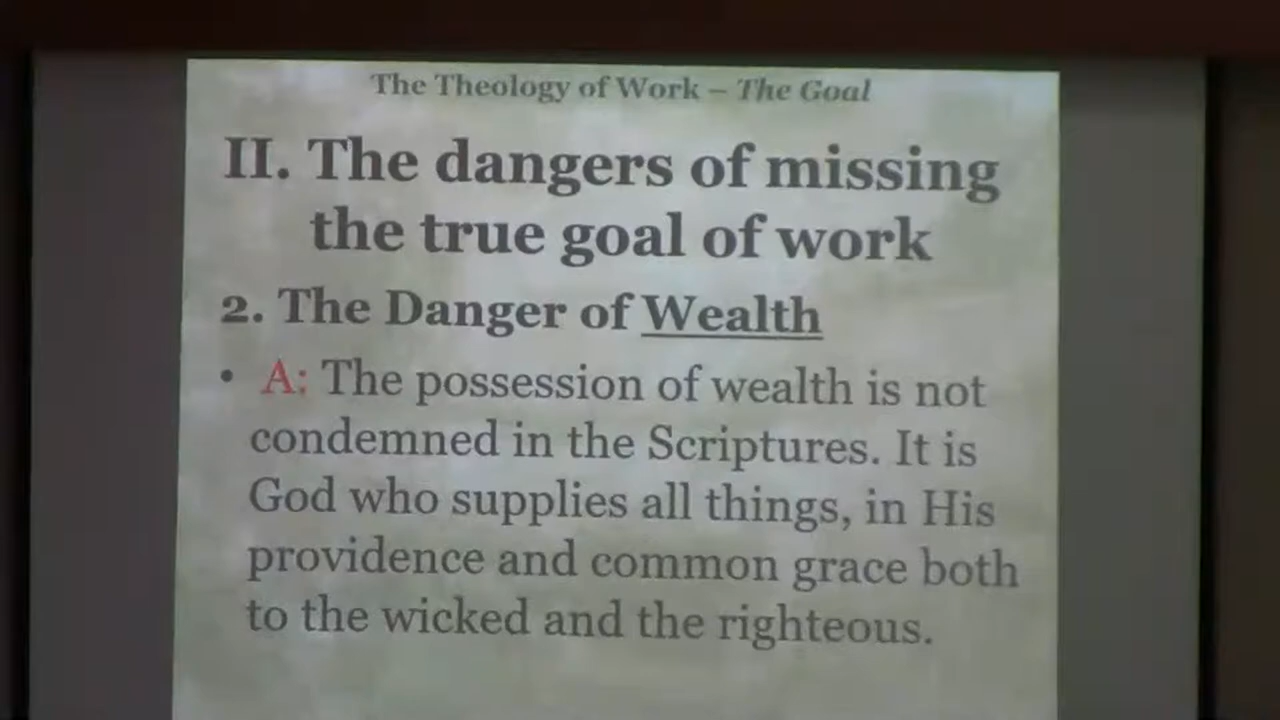 The Theology of Work – The Goal
II. The dangers of missing
the true goal of work
2. The Danger of Wealth
• A: The possession of wealth is not
condemned in the Scriptures. It is
God who supplies all things, in His
providence and common grace both
to the wicked and the righteous.